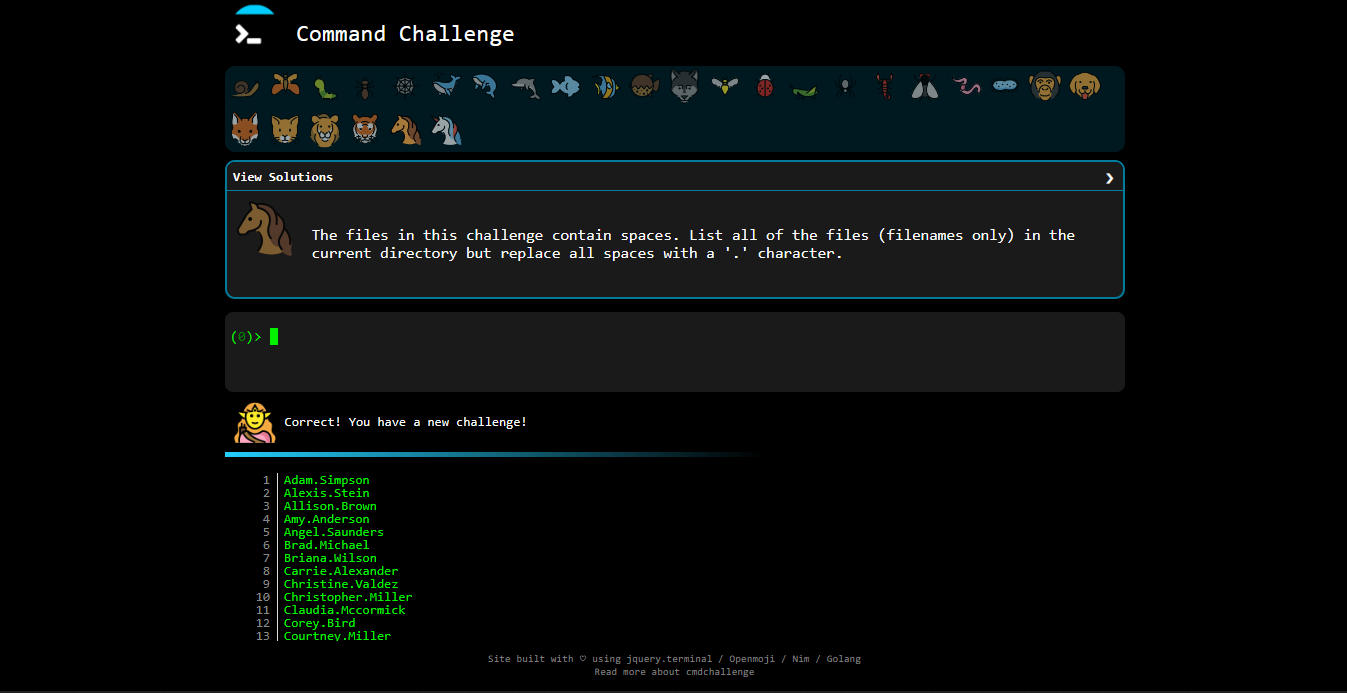 Command Challenge
View Solutions
The files in this challenge contain spaces. List all of the files (filenames only) in the
current directory but replace all spaces with a '.' character.
(0)>
Correct! You have a new challenge!
1 Adam.Simpson
2 Alexis.Stein
3 Allison.Brown
4 Amy.Anderson
5 Angel.Saunders
6 Brad.Michael
7 Briana.Wilson
8 Carrie.Alexander
9 Christine.Valdez
10 Christopher.Miller
11 Claudia.Mccormick
12 Corey.Bird
13 Courtney.Miller
Site built with ♡ using jquery.terminal / Openmoji / Nim / Golang
Read more about cmdchallenge